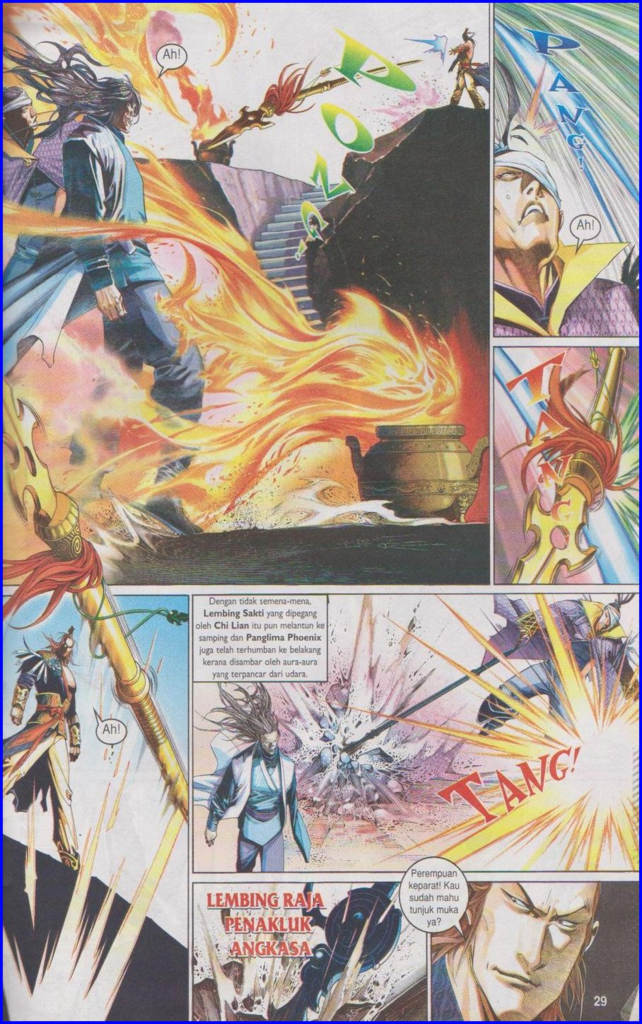 Ah!
PANG!
Ah!
TANG
Ah!
Dengan tidak semena-mena,
Lembing Sakti yang dipegang
oleh Chi Lian itu pun melantun ke
samping dan Panglima Phoenix
juga telah terhumban ke belakang
kerana disambar oleh aura-aura
yang terpancar dari udara.
TANG!
LEMBING RAJA
PENAKLUK
ANGKASA
Perempuan
keparat! Kau
sudah mahu
tunjuk muka
ya?
29